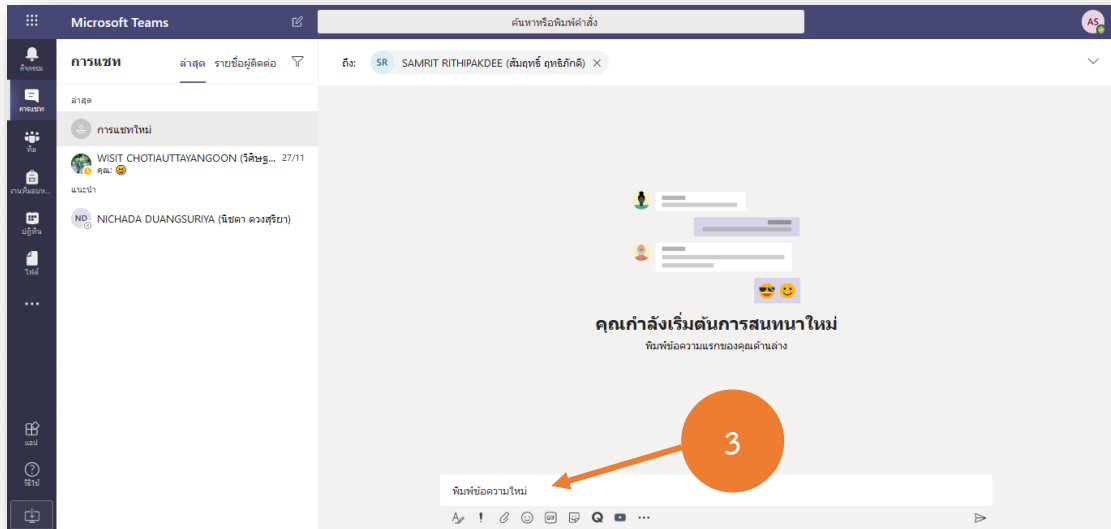 Microsoft Teams
ค้นหาหรือพิมพ์คำสั่ง
AS
กิจกรรม
การแชท
ทีม
งานที่มอบห...
ปฏิทิน
ไฟล์
แอป
วิธีใช้
การแชท
ล่าสุด รายชื่อผู้ติดต่อ
ล่าสุด
การแชทใหม่
WISIT CHOTIAUTTAYANGOON (วิศิษฐ... 27/11
คุณ:
แนะนำ
ND NICHADA DUANGSURIYA (นิชดา ดวงสุริยา)
ถึง: SR SAMRIT RITHIPAKDEE (สัมฤทธิ์ ฤทธิภักดี)
คุณกำลังเริ่มต้นการสนทนาใหม่
พิมพ์ข้อความแรกของคุณด้านล่าง
3
พิมพ์ข้อความใหม่
GIF